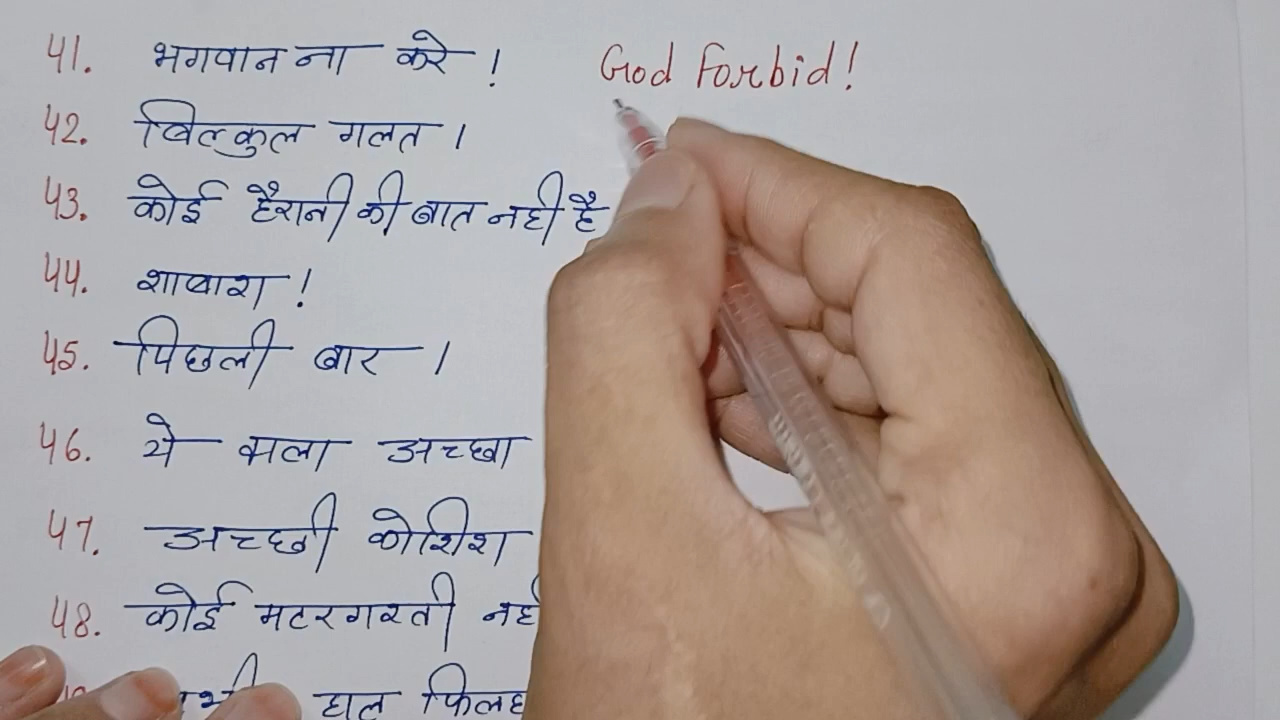 41. भगवान ना करे ! God Forbid!
42. बिल्कुल गलत ।
43. कोई हैरानी की बात नही है
44. शाबाश !
45. पिछली बार ।
46. ये भला अच्छा
47. अच्छी कोशिश
48. कोई मटरगश्ती
हाल